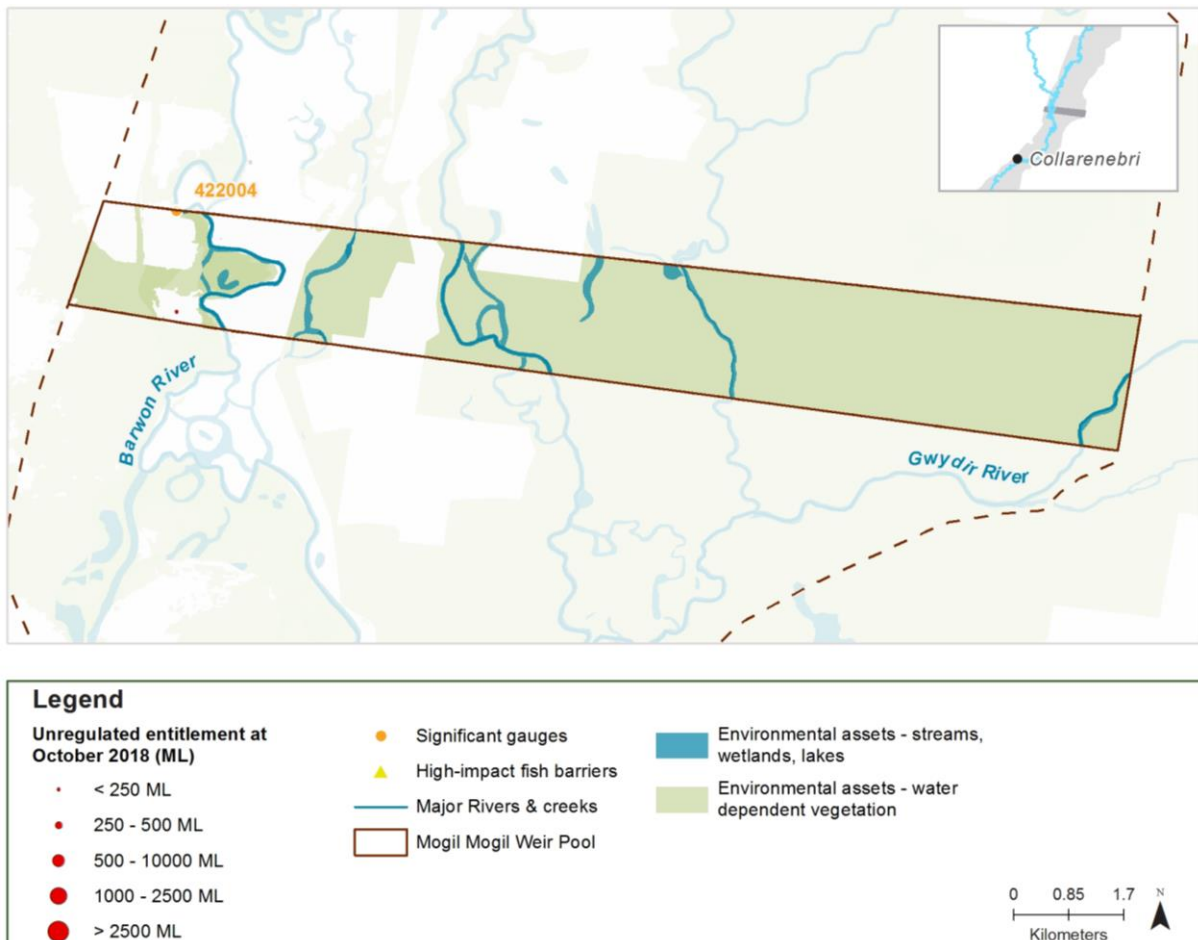 Collarenebri
422004
Barwon River
Gwydir River
Legend
Unregulated entitlement at
October 2018 (ML)
< 250 ML
250 - 500 ML
500 - 10000 ML
1000 - 2500 ML
> 2500 ML
Significant gauges
High-impact fish barriers
Major Rivers & creeks
Mogil Mogil Weir Pool
Environmental assets - streams,
wetlands, lakes
Environmental assets - water
dependent vegetation
0 0.85 1.7
N
Kilometers